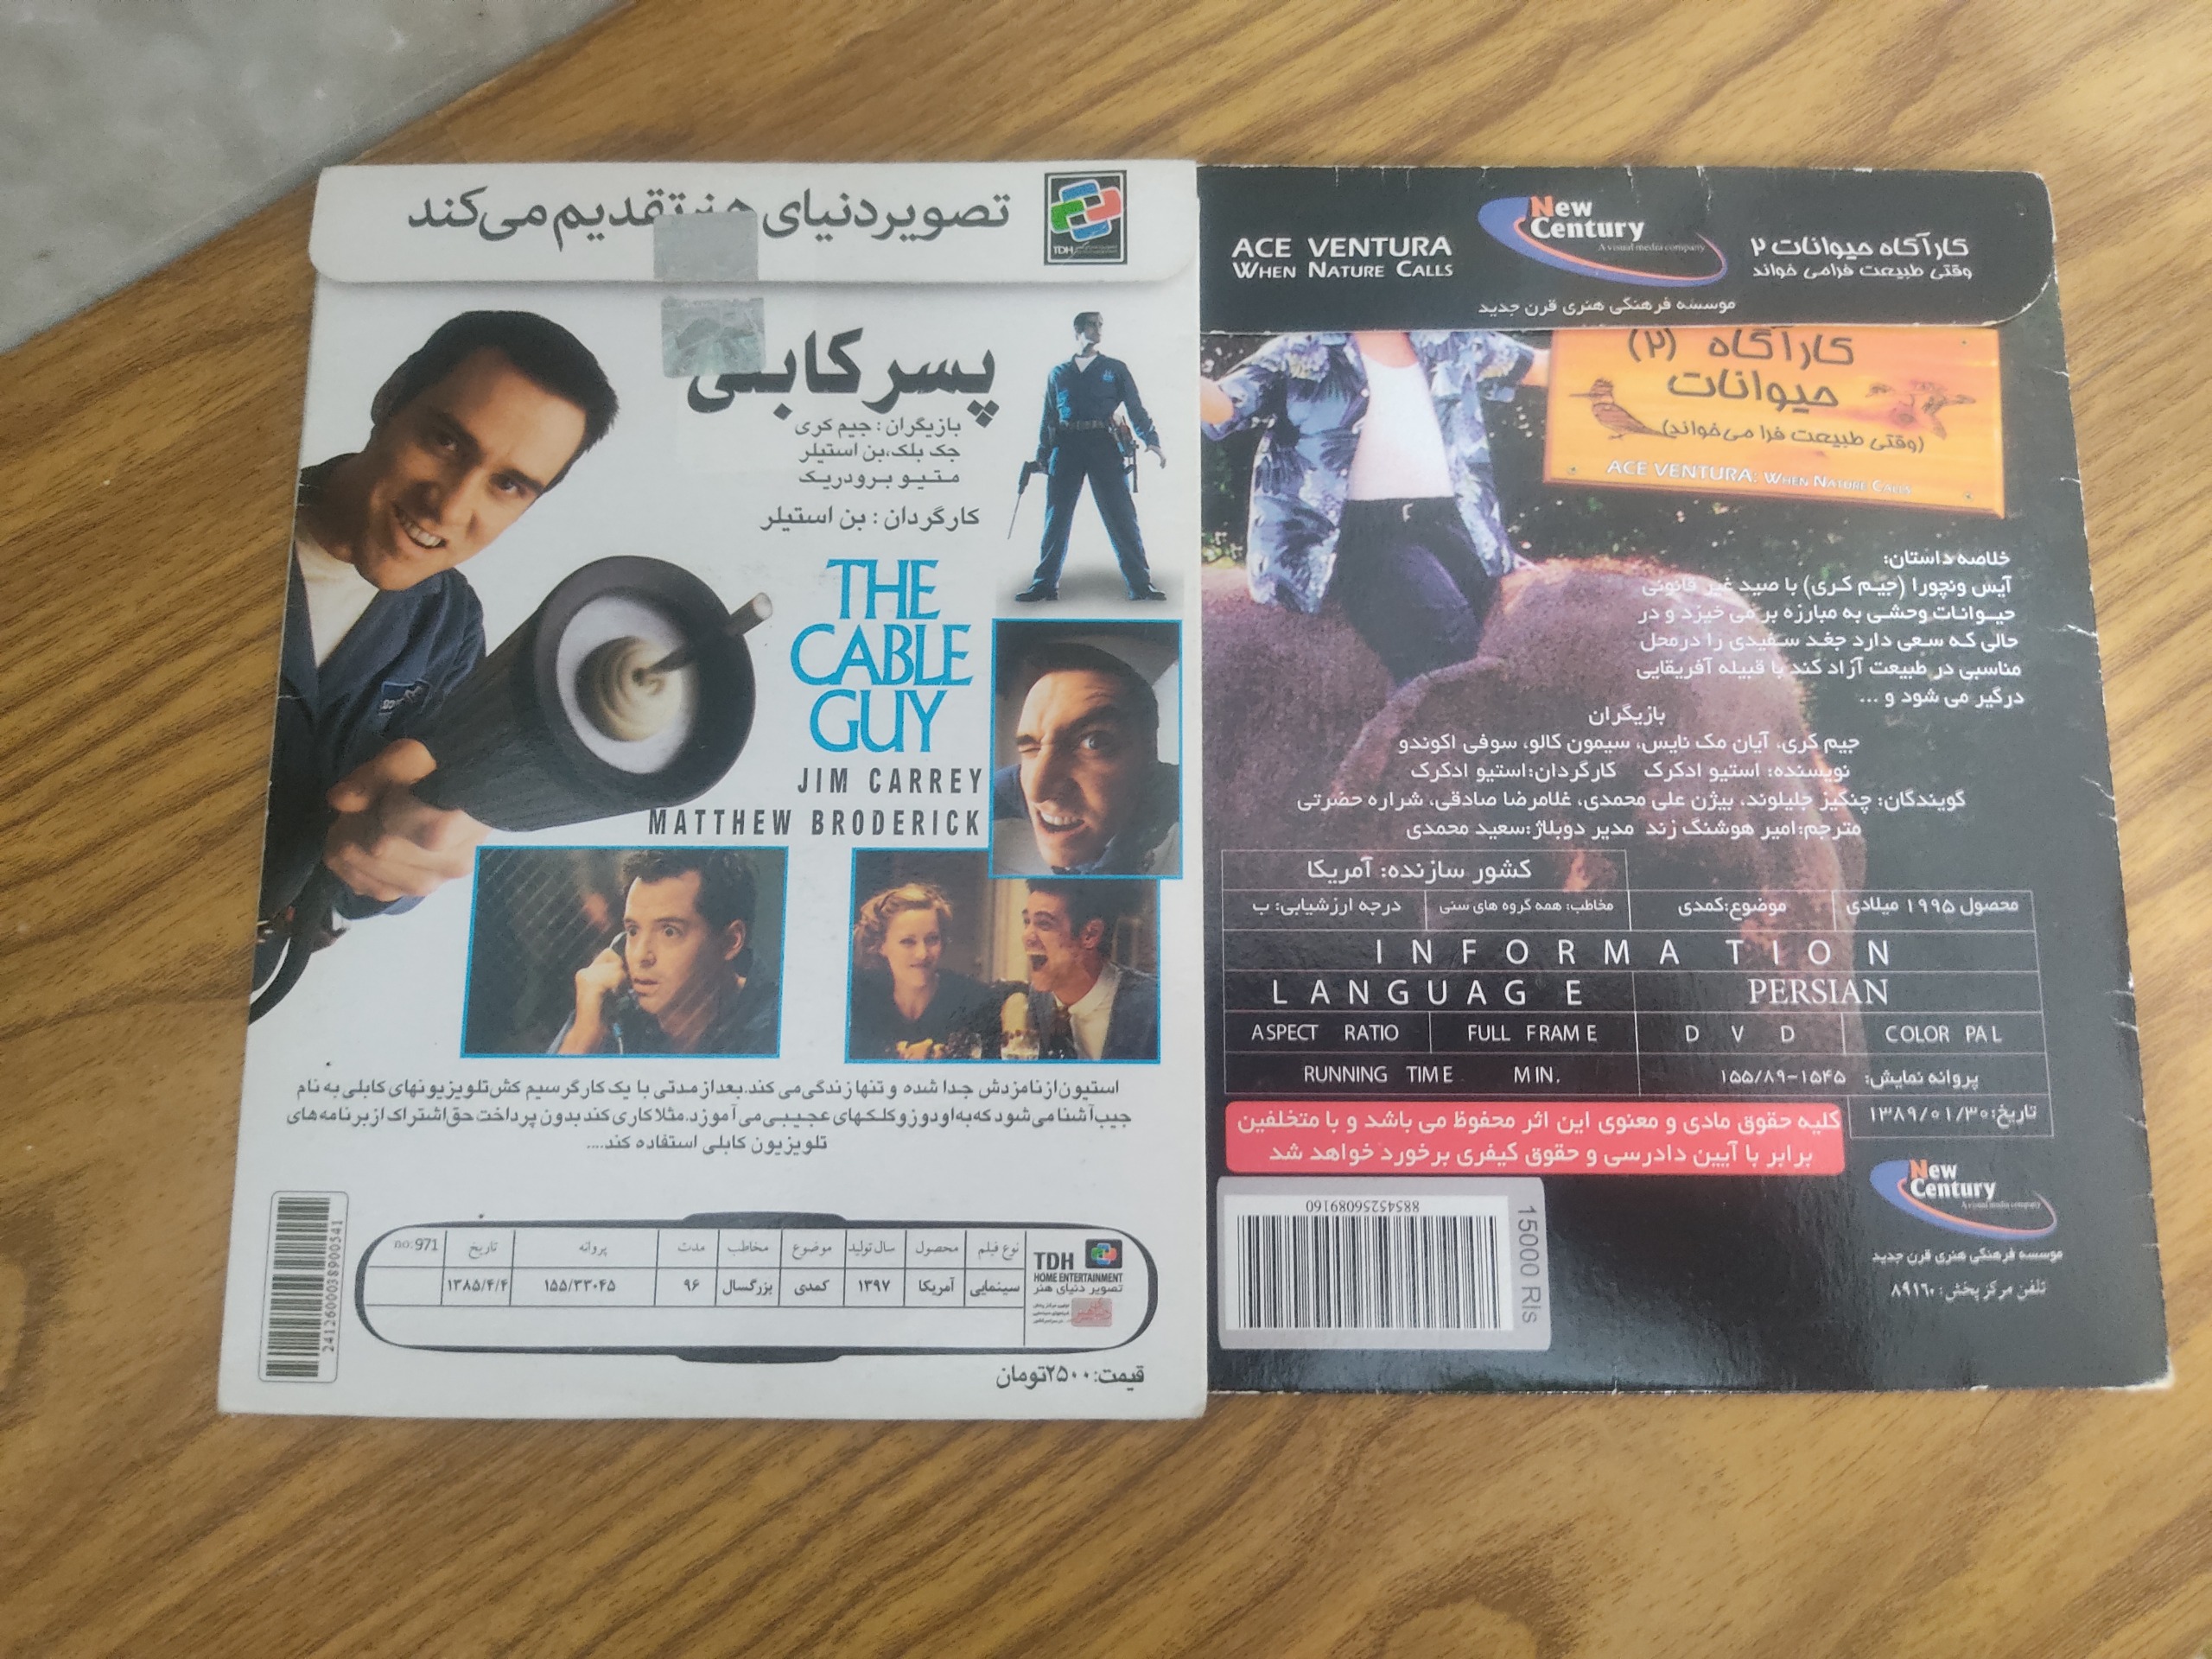 تصویر دنیای هنر تقدیم می‌کند
TDH
پسر کابلی
بازیگران : جیم کری
جک بلک، بن استیلر
متیو برودریک
کارگردان : بن استیلر
THE
CABLE
GUY
JIM CARREY
MATTHEW BRODERICK
استیون از نامزدش جدا شده و تنها زندگی می کند. بعد از مدتی با یک کارگر سیم کش تلویزیونهای کابلی به نام
جیب آشنا می شود که به او دوز و کلکهای عجیبی می آموزد. مثلا کاری کند بدون پرداخت حق اشتراک از برنامه های
تلویزیون کابلی استفاده کند....
2412600038900541
نوع فیلم محصول سال تولید موضوع مخاطب مدت پروانه تاریخ no:971
سینمایی آمریکا ۱۳۹۷ کمدی بزرگسال ۹۶ ۱۵۵/۳۳۰۴۵ ۱۳۸۵/۴/۴
TDH
HOME ENTERTAINMENT
تصویر دنیای هنر
قیمت: ۲۵۰۰ تومان
ACE VENTURA
WHEN NATURE CALLS
New
Century
A visual media company
موسسه فرهنگی هنری قرن جدید
کارآگاه حیوانات ۲
وقتی طبیعت فرامی خواند
کارآگاه (۲)
حیوانات
(وقتی طبیعت فرا می‌خواند)
ACE VENTURA: WHEN NATURE CALLS
خلاصه داستان:
آیس ونچورا (جیم کری) با صید غیر قانونی
حیوانات وحشی به مبارزه بر می خیزد و در
حالی که سعی دارد جغد سفیدی را درمحل
مناسبی در طبیعت آزاد کند با قبیله آفریقایی
درگیر می شود و ...
بازیگران
جیم کری، آیان مک نایس، سیمون کالو، سوفی اکوندو
نویسنده: استیو ادکرک کارگردان:استیو ادکرک
گویندگان: چنگیز جلیلوند، بیژن علی محمدی، غلامرضا صادقی، شراره حضرتی
مترجم:امیر هوشنگ زند مدیر دوبلاژ:سعید محمدی
کشور سازنده: آمریکا
محصول ۱۹۹۵ میلادی موضوع:کمدی مخاطب: همه گروه های سنی درجه ارزشیابی: ب
INFORMATION
LANGUAGE PERSIAN
ASPECT RATIO FULL FRAME DVD COLOR PAL
RUNNING TIME MIN. پروانه نمایش: ۱۵۴۵-۱۵۵/۸۹
تاریخ: ۱۳۸۹/۰۱/۳۰
کلیه حقوق مادی و معنوی این اثر محفوظ می باشد و با متخلفین
برابر با آیین دادرسی و حقوق کیفری برخورد خواهد شد
88545256089160
15000 Rls
New
Century
A visual media company
موسسه فرهنگی هنری قرن جدید
تلفن مرکز پخش: ۸۹۱۶۰